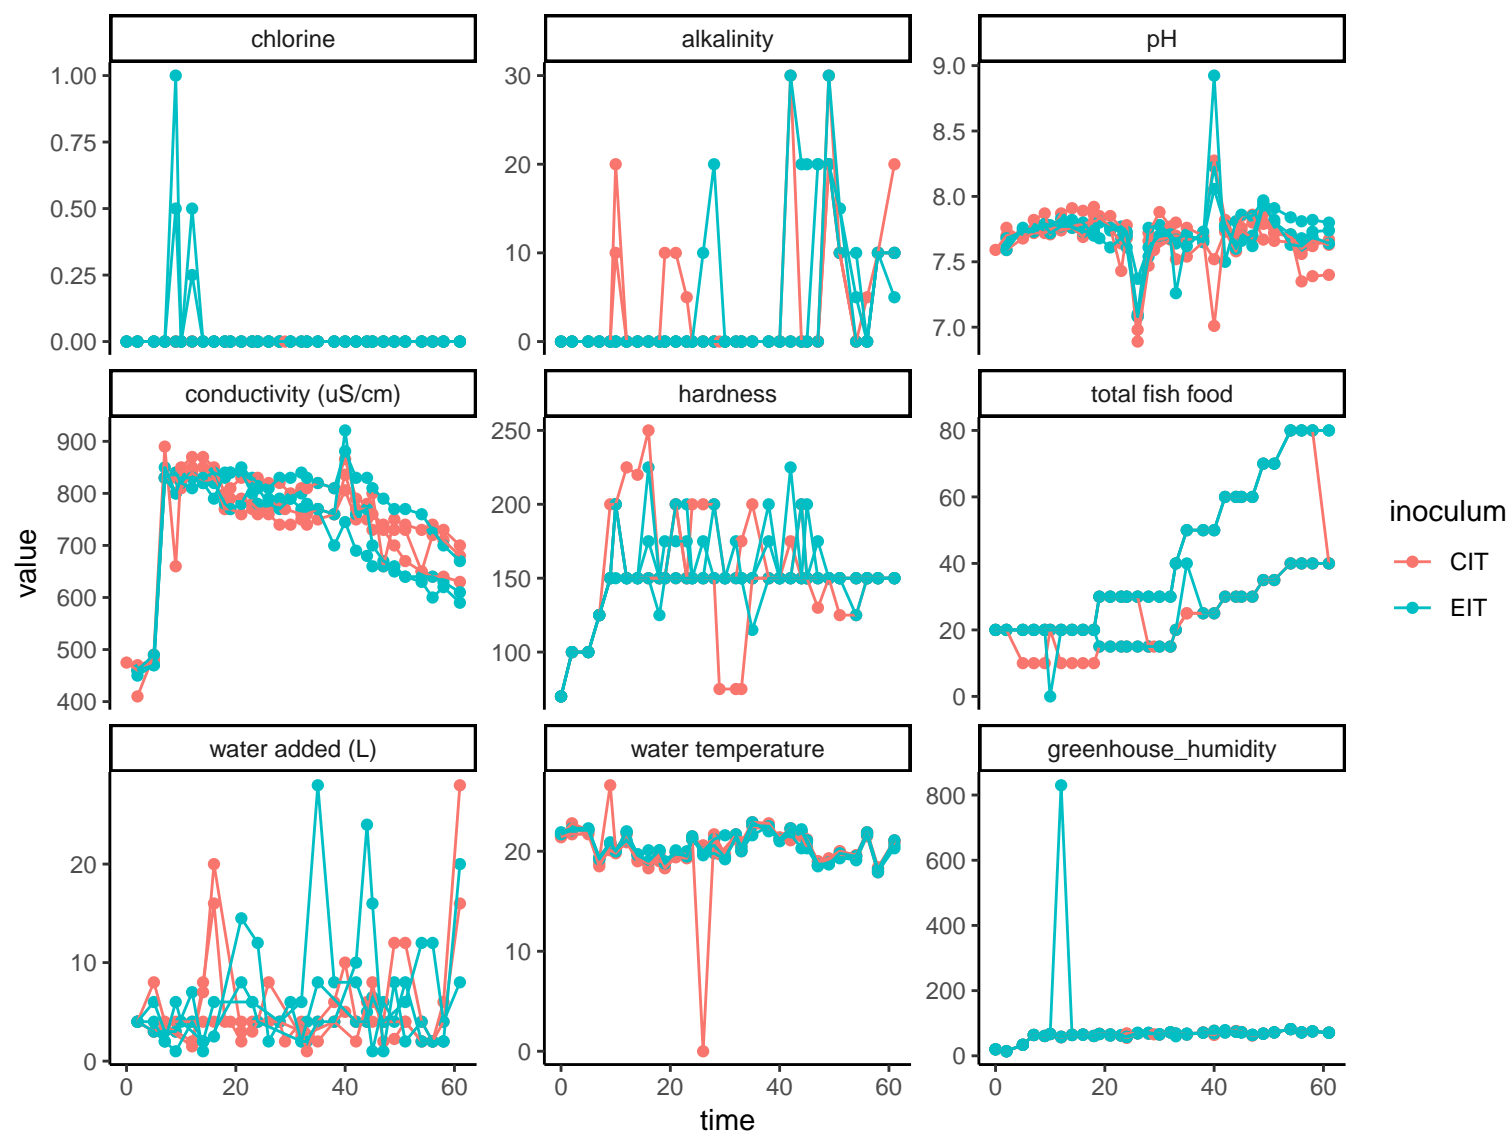 chlorine
alkalinity
pH
1.00
0.75
0.50
0.25
0.00
30
20
10
0
9.0
8.5
8.0
7.5
7.0
conductivity (uS/cm)
hardness
total fish food
900
800
700
600
500
400
250
200
150
100
80
60
40
20
0
value
inoculum
CIT
EIT
water added (L)
water temperature
greenhouse_humidity
20
10
0
20
10
0
800
600
400
200
0
0 20 40 60
0 20 40 60
0 20 40 60
time